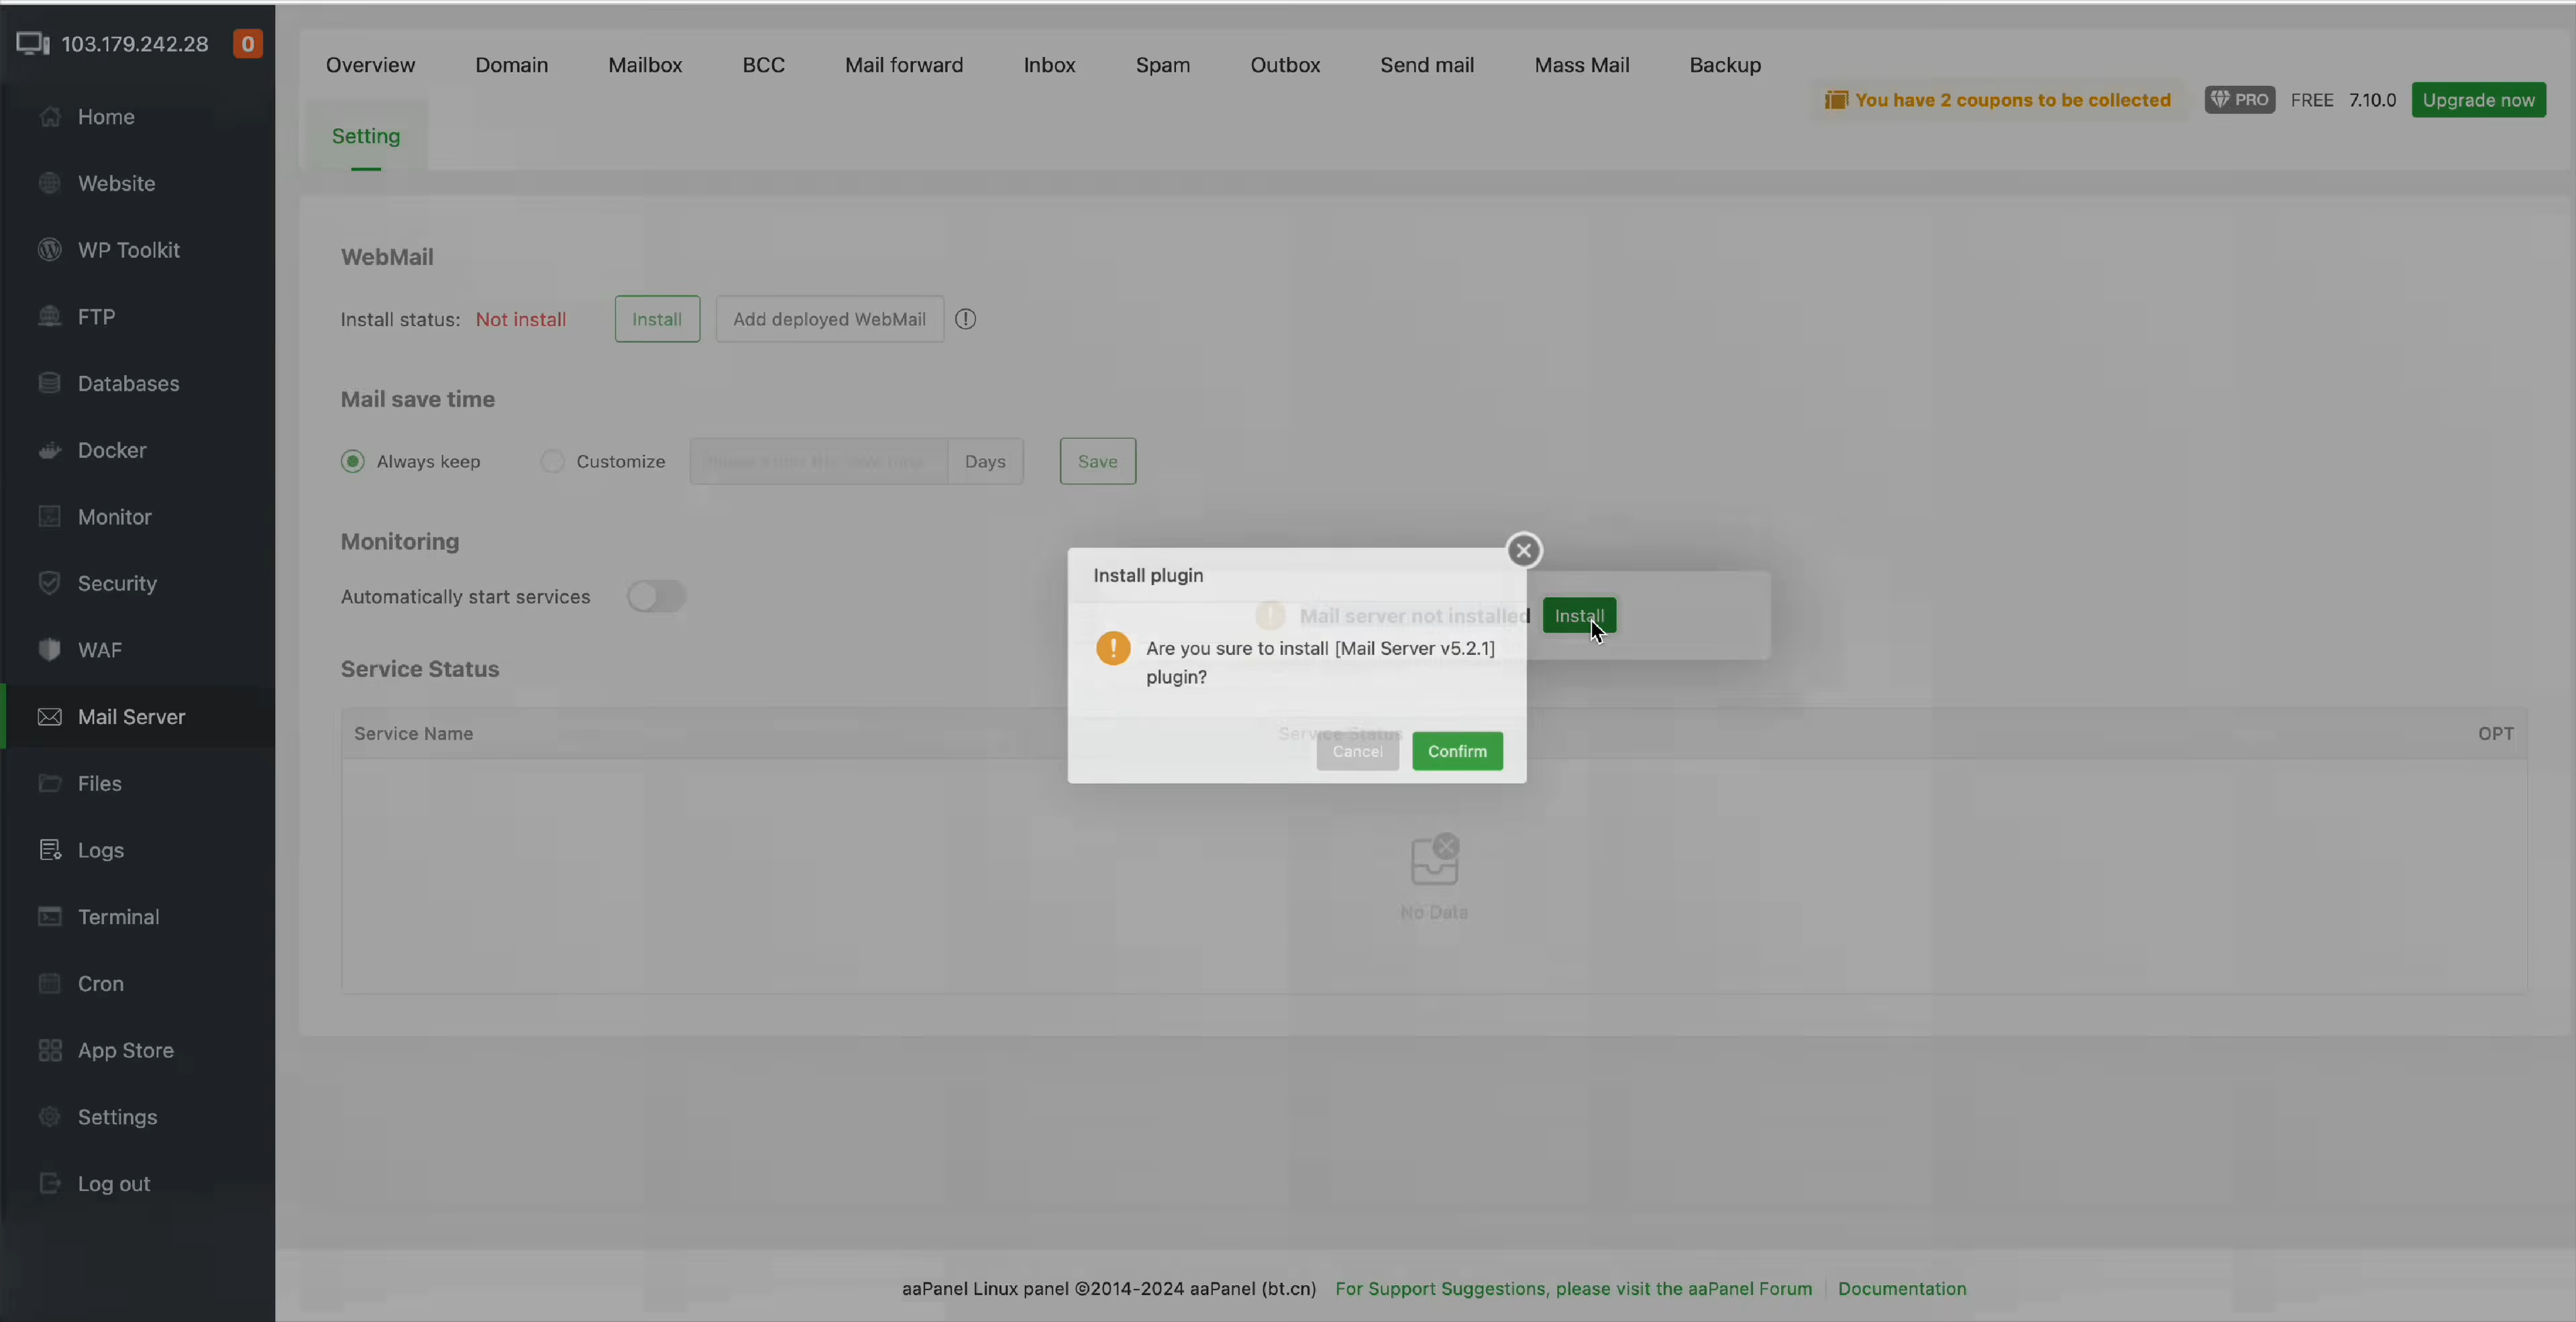 103.179.242.28 0
Home
Website
WP Toolkit
FTP
Databases
Docker
Monitor
Security
WAF
Mail Server
Files
Logs
Terminal
Cron
App Store
Settings
Log out
Overview Domain Mailbox BCC Mail forward Inbox Spam Outbox Send mail Mass Mail Backup
You have 2 coupons to be collected PRO FREE 7.10.0 Upgrade now
Setting
WebMail
Install status: Not install Install Add deployed WebMail
Mail save time
Always keep Customize Days Save
Monitoring
Automatically start services
Service Status
Service Name Service Status OPT
No Data
Mail server not installed Install
Install plugin
Are you sure to install [Mail Server v5.2.1]
plugin?
Cancel Confirm
aaPanel Linux panel ©2014-2024 aaPanel (bt.cn) For Support Suggestions, please visit the aaPanel Forum Documentation